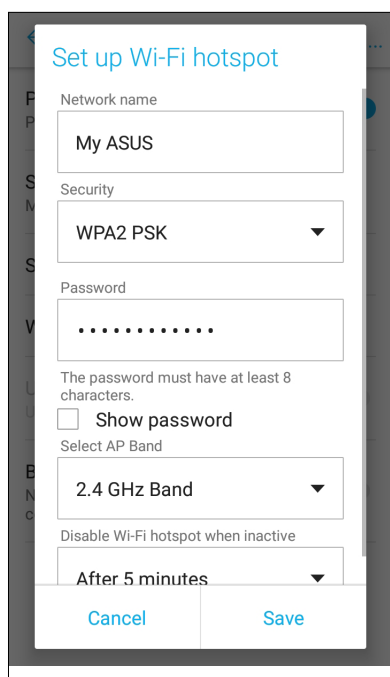 Set up Wi-Fi hotspot
...
Network name
My ASUS
Security
WPA2 PSK
Password
............
The password must have at least 8
characters.
Show password
Select AP Band
2.4 GHz Band
Disable Wi-Fi hotspot when inactive
After 5 minutes
Cancel
Save